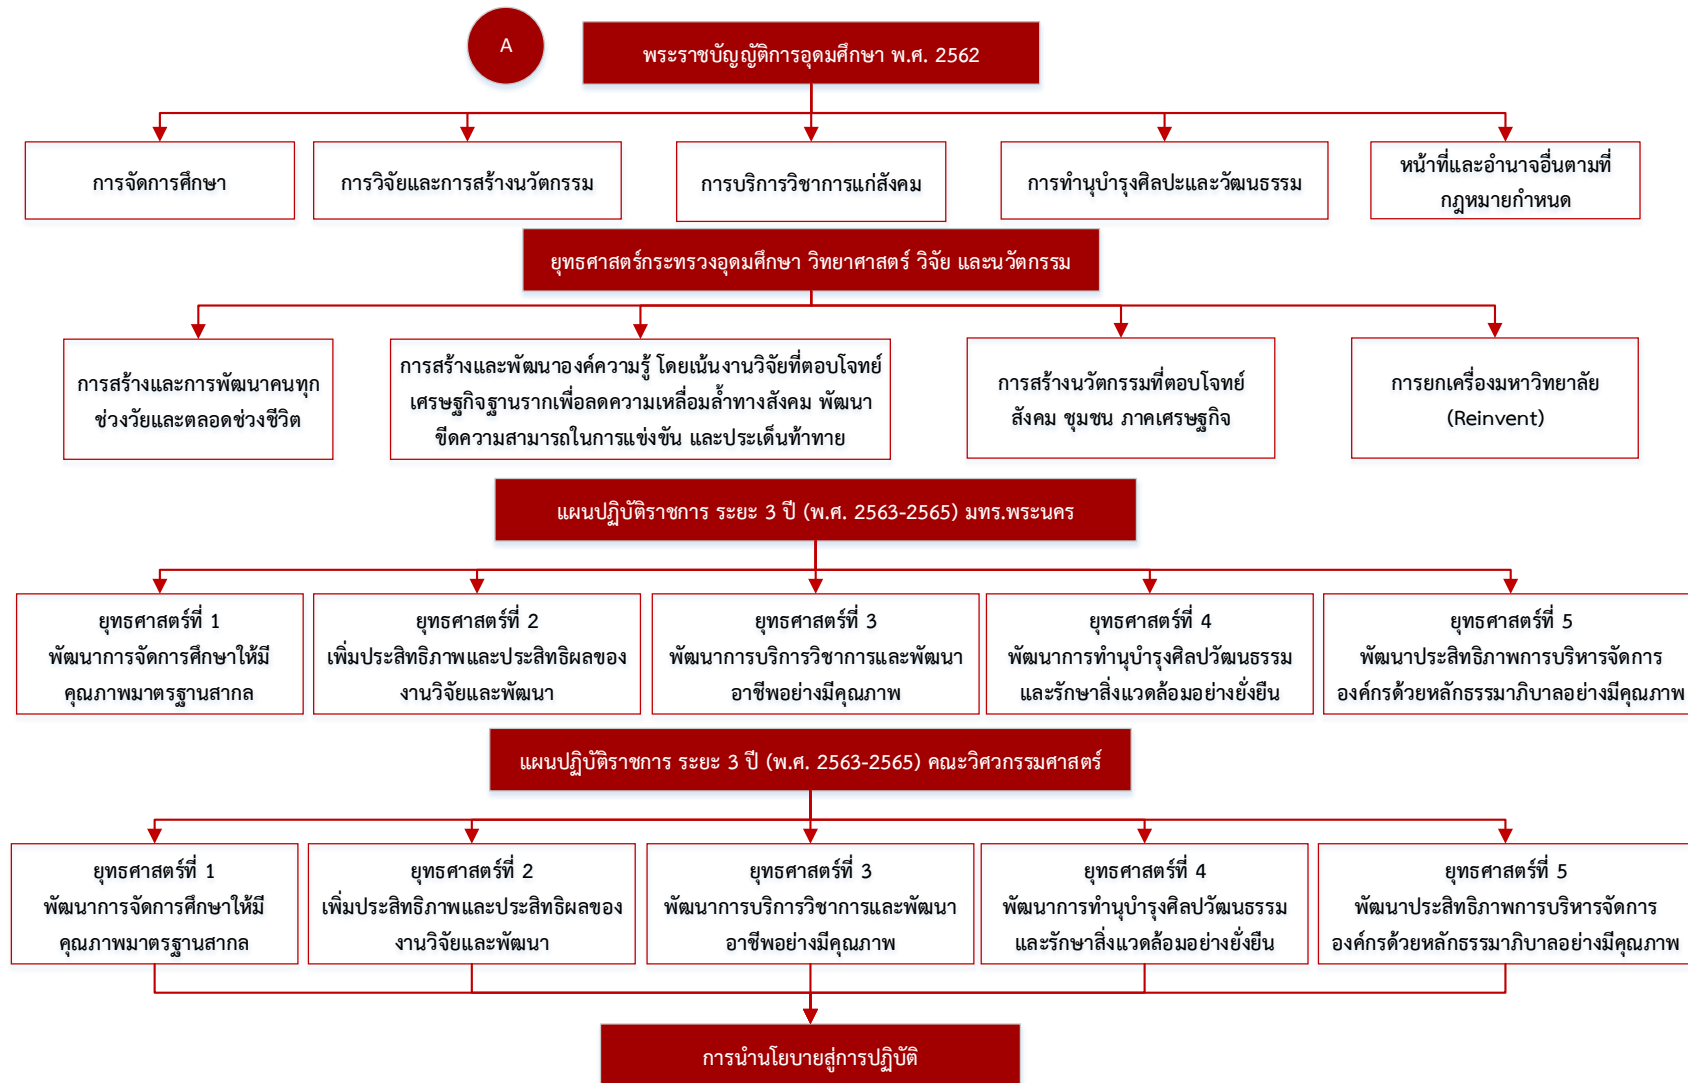 A
พระราชบัญญัติการอุดมศึกษา พ.ศ. 2562
การจัดการศึกษา
การวิจัยและการสร้างนวัตกรรม
การบริการวิชาการแก่สังคม
การทำนุบำรุงศิลปะและวัฒนธรรม
หน้าที่และอำนาจอื่นตามที่
กฎหมายกำหนด
ยุทธศาสตร์กระทรวงอุดมศึกษา วิทยาศาสตร์ วิจัย และนวัตกรรม
การสร้างและการพัฒนาคนทุก
ช่วงวัยและตลอดช่วงชีวิต
การสร้างและพัฒนาองค์ความรู้ โดยเน้นงานวิจัยที่ตอบโจทย์
เศรษฐกิจฐานรากเพื่อลดความเหลื่อมล้ำทางสังคม พัฒนา
ขีดความสามารถในการแข่งขัน และประเด็นท้าทาย
การสร้างนวัตกรรมที่ตอบโจทย์
สังคม ชุมชน ภาคเศรษฐกิจ
การยกเครื่องมหาวิทยาลัย
(Reinvent)
แผนปฏิบัติราชการ ระยะ 3 ปี (พ.ศ. 2563-2565) มทร.พระนคร
ยุทธศาสตร์ที่ 1
พัฒนาการจัดการศึกษาให้มี
คุณภาพมาตรฐานสากล
ยุทธศาสตร์ที่ 2
เพิ่มประสิทธิภาพและประสิทธิผลของ
งานวิจัยและพัฒนา
ยุทธศาสตร์ที่ 3
พัฒนาการบริการวิชาการและพัฒนา
อาชีพอย่างมีคุณภาพ
ยุทธศาสตร์ที่ 4
พัฒนาการทำนุบำรุงศิลปวัฒนธรรม
และรักษาสิ่งแวดล้อมอย่างยั่งยืน
ยุทธศาสตร์ที่ 5
พัฒนาประสิทธิภาพการบริหารจัดการ
องค์กรด้วยหลักธรรมาภิบาลอย่างมีคุณภาพ
แผนปฏิบัติราชการ ระยะ 3 ปี (พ.ศ. 2563-2565) คณะวิศวกรรมศาสตร์
ยุทธศาสตร์ที่ 1
พัฒนาการจัดการศึกษาให้มี
คุณภาพมาตรฐานสากล
ยุทธศาสตร์ที่ 2
เพิ่มประสิทธิภาพและประสิทธิผลของ
งานวิจัยและพัฒนา
ยุทธศาสตร์ที่ 3
พัฒนาการบริการวิชาการและพัฒนา
อาชีพอย่างมีคุณภาพ
ยุทธศาสตร์ที่ 4
พัฒนาการทำนุบำรุงศิลปวัฒนธรรม
และรักษาสิ่งแวดล้อมอย่างยั่งยืน
ยุทธศาสตร์ที่ 5
พัฒนาประสิทธิภาพการบริหารจัดการ
องค์กรด้วยหลักธรรมาภิบาลอย่างมีคุณภาพ
การนำนโยบายสู่การปฏิบัติ